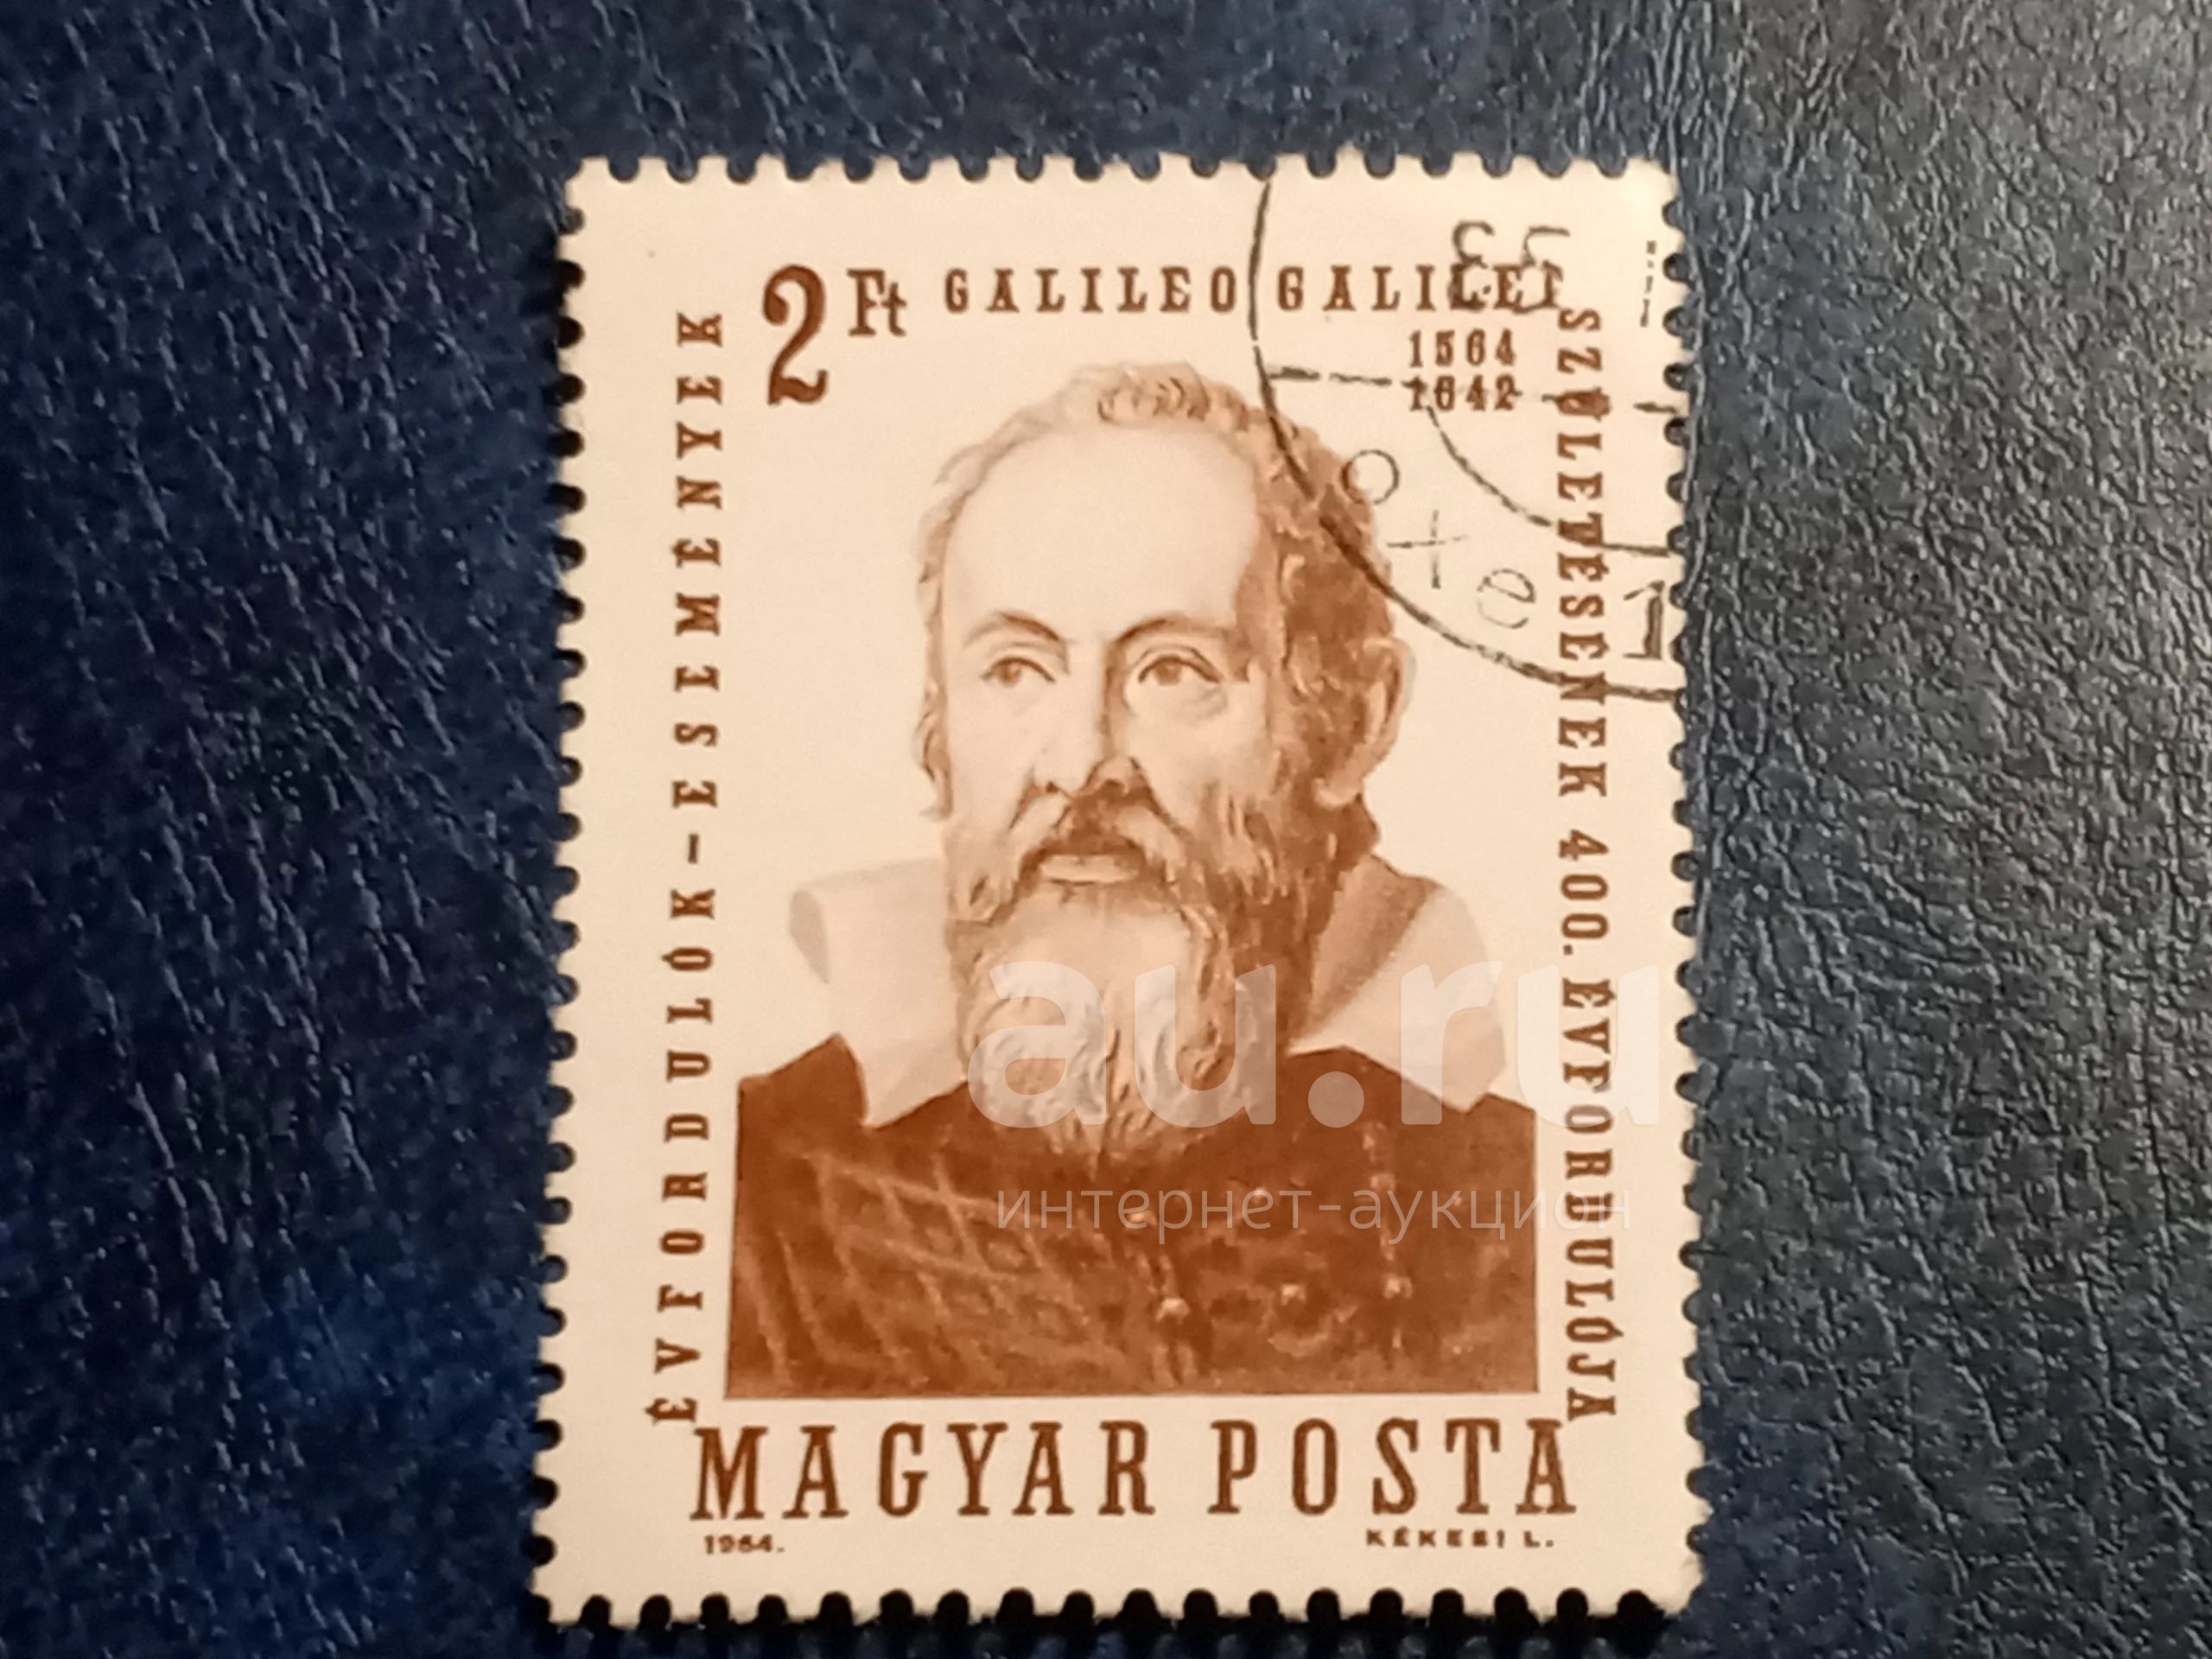 2 Ft GALILEO GALILEI
1564
1642
ÉVFORDULÓK-ESEMÉNYEK
SZÜLETÉSÉNEK 400. ÉVFORDULÓJA
au.ru
интернет-аукцион
MAGYAR POSTA
1964. KÉKESI L.